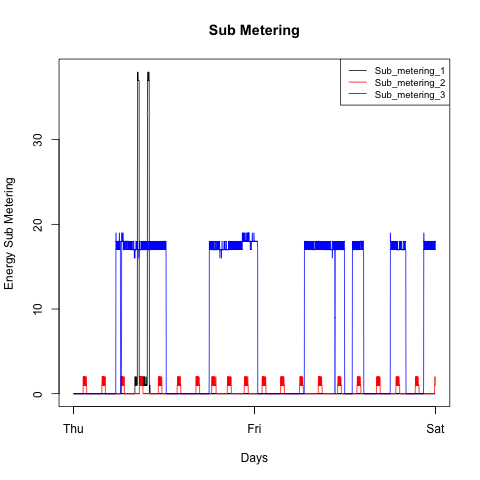 Sub Metering
Sub_metering_1
Sub_metering_2
Sub_metering_3
Energy Sub Metering
30
20
10
0
Thu Fri Sat
Days